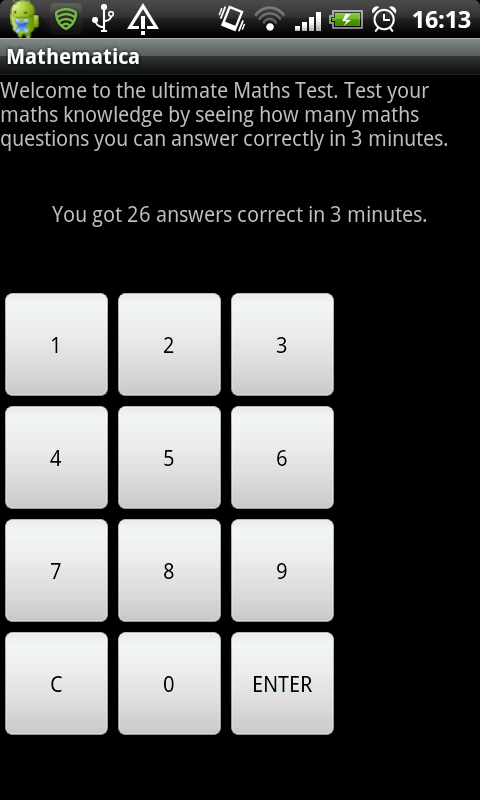 16:13
Mathematica
Welcome to the ultimate Maths Test. Test your
maths knowledge by seeing how many maths
questions you can answer correctly in 3 minutes.
You got 26 answers correct in 3 minutes.
1 2 3
4 5 6
7 8 9
C 0 ENTER